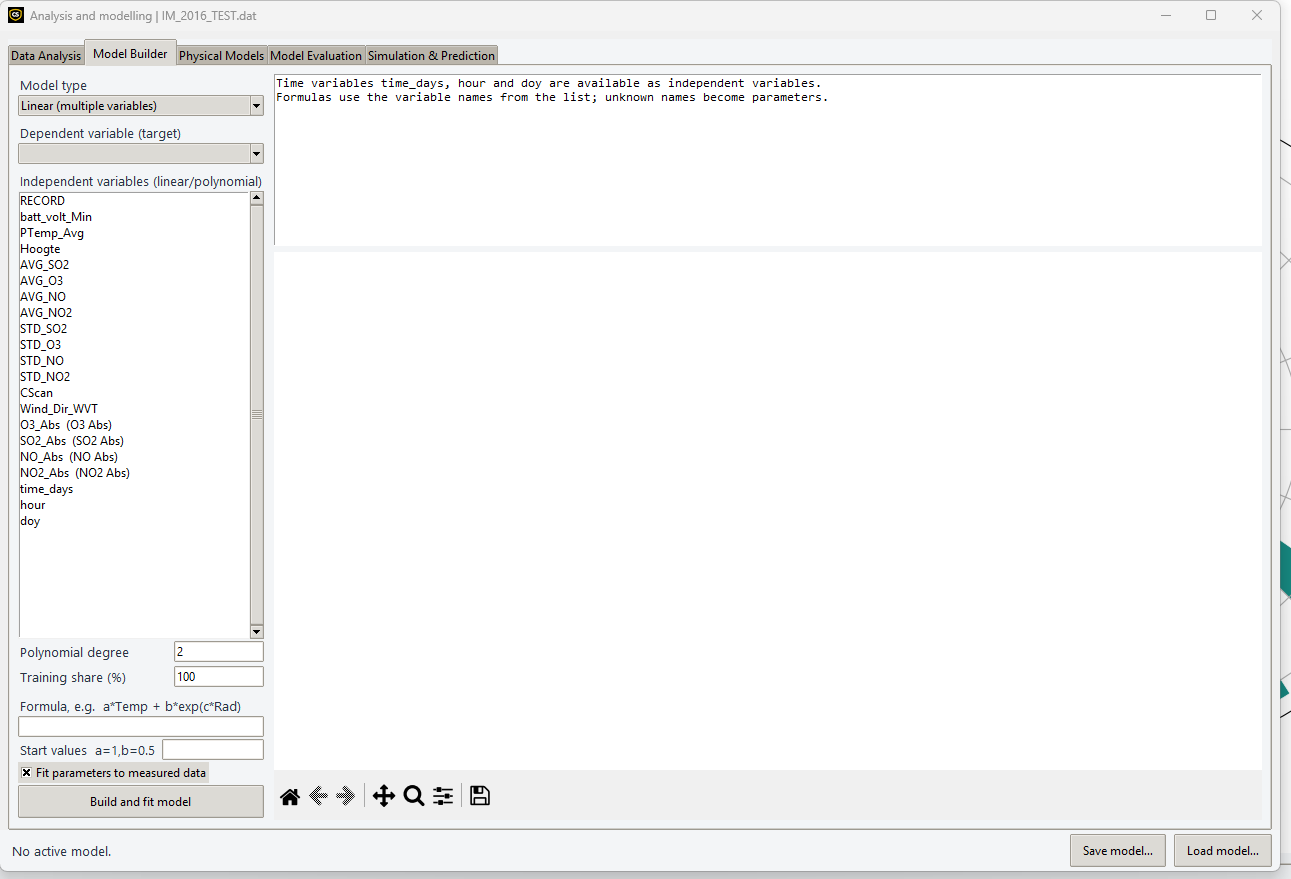 Analysis and modelling | IM_2016_TEST.dat
Data Analysis Model Builder Physical Models Model Evaluation Simulation & Prediction
Model type
Linear (multiple variables)
Dependent variable (target)
Independent variables (linear/polynomial)
RECORD
batt_volt_Min
PTemp_Avg
Hoogte
AVG_SO2
AVG_O3
AVG_NO
AVG_NO2
STD_SO2
STD_O3
STD_NO
STD_NO2
CScan
Wind_Dir_WVT
O3_Abs (O3 Abs)
SO2_Abs (SO2 Abs)
NO_Abs (NO Abs)
NO2_Abs (NO2 Abs)
time_days
hour
doy
Polynomial degree 2
Training share (%) 100
Formula, e.g. a*Temp + b*exp(c*Rad)
Start values a=1,b=0.5
Fit parameters to measured data
Build and fit model
Time variables time_days, hour and doy are available as independent variables.
Formulas use the variable names from the list; unknown names become parameters.
No active model.
Save model... Load model...